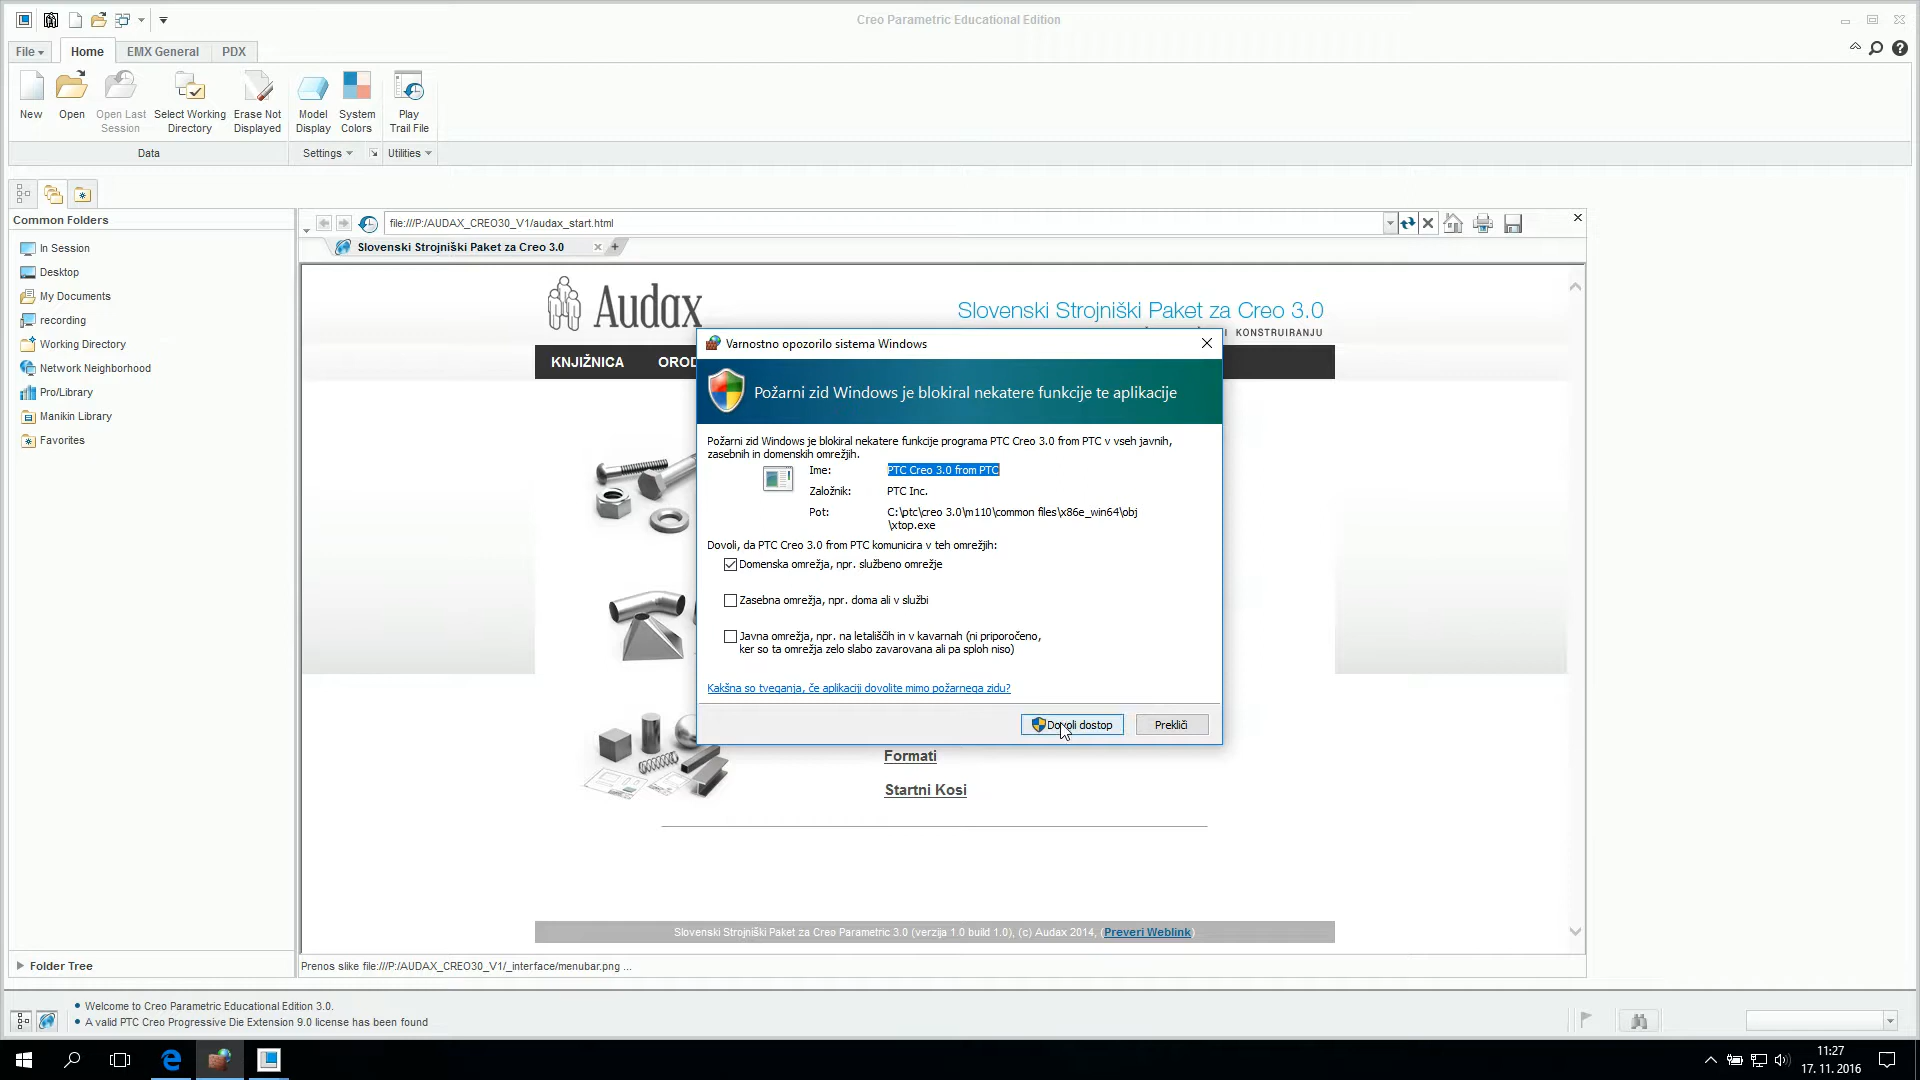 Creo Parametric Educational Edition
File
Home
EMX General
PDX
New
Open
Open Last
Session
Select Working
Directory
Erase Not
Displayed
Model
Display
System
Colors
Play
Trail File
Data
Settings
Utilities
Common Folders
In Session
Desktop
My Documents
recording
Working Directory
Network Neighborhood
Pro/Library
Manikin Library
Favorites
Folder Tree
file:///P:/AUDAX_CREO30_V1/audax_start.html
Slovenski Strojniški Paket za Creo 3.0
Audax
Slovenski Strojniški Paket za Creo 3.0
I KONSTRUIRANJU
KNJIŽNICA
OROD
Varnostno opozorilo sistema Windows
Požarni zid Windows je blokiral nekatere funkcije te aplikacije
Požarni zid Windows je blokiral nekatere funkcije programa PTC Creo 3.0 from PTC v vseh javnih,
zasebnih in domenskih omrežjih.
Ime: PTC Creo 3.0 from PTC
Založnik: PTC Inc.
Pot: C:\ptc\creo 3.0\m110\common files\x86e_win64\obj
\xtop.exe
Dovoli, da PTC Creo 3.0 from PTC komunicira v teh omrežjih:
Domenska omrežja, npr. službeno omrežje
Zasebna omrežja, npr. doma ali v službi
Javna omrežja, npr. na letališčih in v kavarnah (ni priporočeno,
ker so ta omrežja zelo slabo zavarovana ali pa sploh niso)
Kakšna so tveganja, če aplikaciji dovolite mimo požarnega zidu?
Dovoli dostop
Prekliči
Formati
Startni Kosi
Slovenski Strojniški Paket za Creo Parametric 3.0 (verzija 1.0 build 1.0), (c) Audax 2014, (Preveri Weblink)
Prenos slike file:///P:/AUDAX_CREO30_V1/_interface/menubar.png ...
Welcome to Creo Parametric Educational Edition 3.0.
A valid PTC Creo Progressive Die Extension 9.0 license has been found
11:27
17. 11. 2016